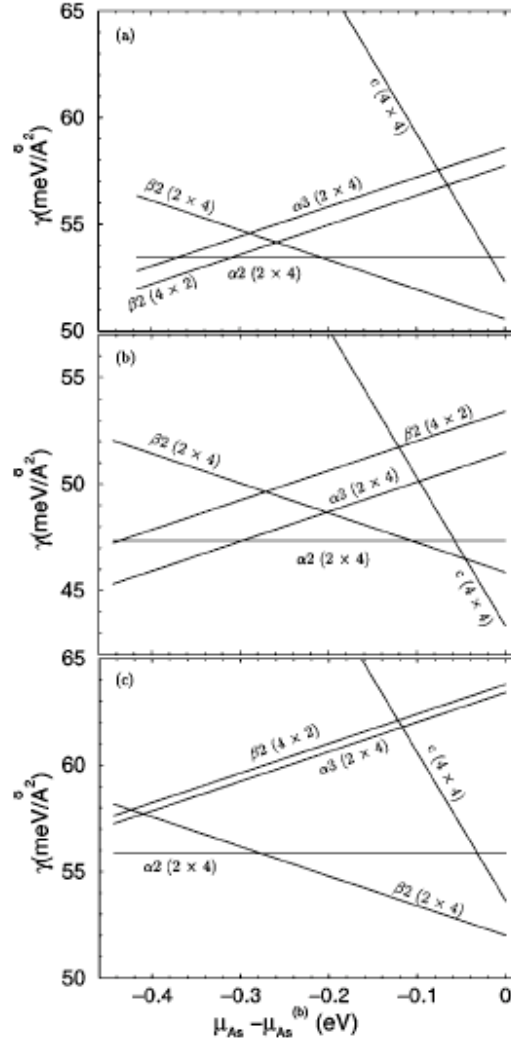 65
(a)
c (4 × 4)
60
γ(meV/Å²)
β2 (2 × 4)
α3 (2 × 4)
55
α2 (2 × 4)
β2 (4 × 2)
50
(b)
55
β2 (2 × 4)
β2 (4 × 2)
γ(meV/Å²)
50
α3 (2 × 4)
α2 (2 × 4)
c (4 × 4)
45
65
(c)
β2 (4 × 2)
α3 (2 × 4)
c (4 × 4)
60
γ(meV/Å²)
α2 (2 × 4)
55
β2 (2 × 4)
50
−0.4 −0.3 −0.2 −0.1 0
μAs −μAs(b) (eV)